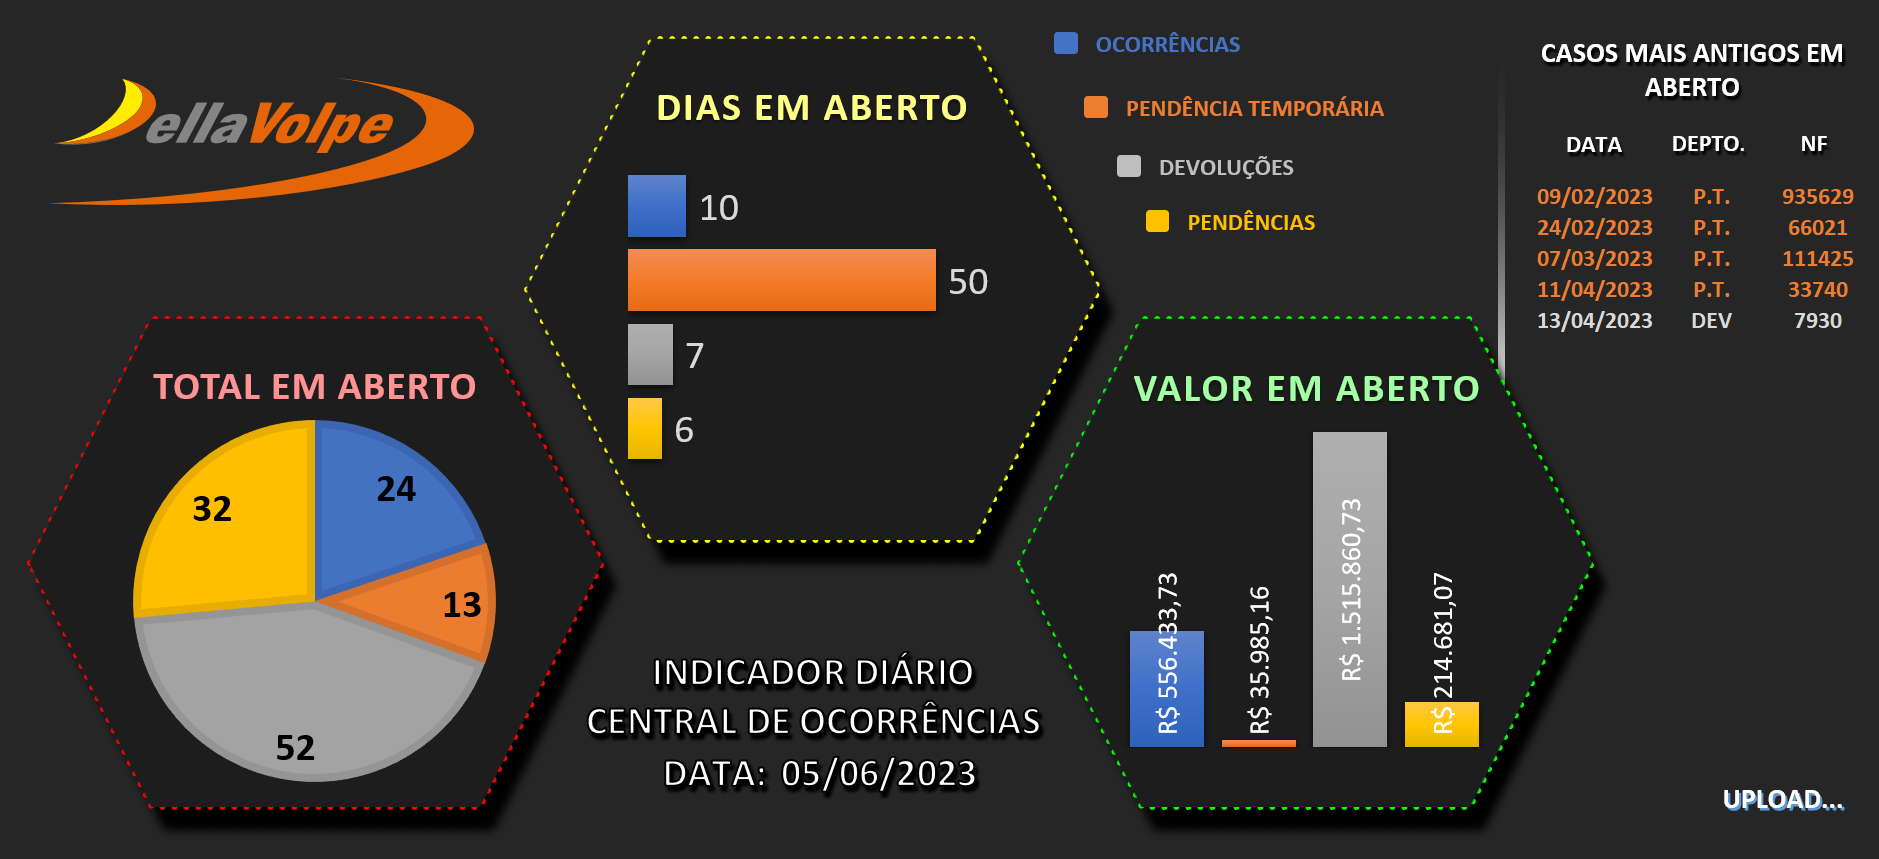 DellaVolpe
TOTAL EM ABERTO
24
13
52
32
DIAS EM ABERTO
10
50
7
6
OCORRÊNCIAS
PENDÊNCIA TEMPORÁRIA
DEVOLUÇÕES
PENDÊNCIAS
VALOR EM ABERTO
R$ 556.433,73
R$ 35.985,16
R$ 1.515.860,73
R$ 214.681,07
CASOS MAIS ANTIGOS EM
ABERTO
DATA DEPTO. NF
09/02/2023 P.T. 935629
24/02/2023 P.T. 66021
07/03/2023 P.T. 111425
11/04/2023 P.T. 33740
13/04/2023 DEV 7930
INDICADOR DIÁRIO
CENTRAL DE OCORRÊNCIAS
DATA: 05/06/2023
UPLOAD...